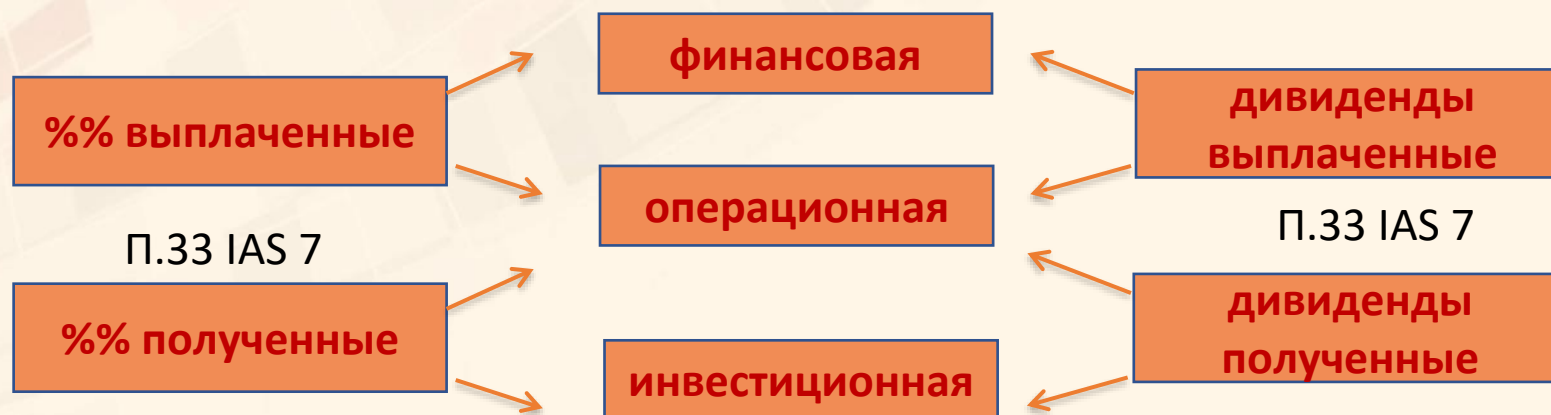 финансовая
%% выплаченные
дивиденды
выплаченные
операционная
П.33 IAS 7
П.33 IAS 7
%% полученные
дивиденды
полученные
инвестиционная